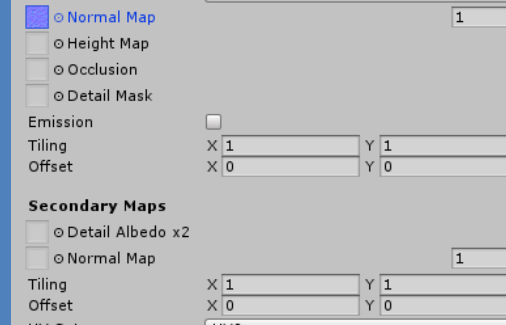 Normal Map 1
Height Map
Occlusion
Detail Mask
Emission
Tiling X 1 Y 1
Offset X 0 Y 0
Secondary Maps
Detail Albedo x2
Normal Map 1
Tiling X 1 Y 1
Offset X 0 Y 0